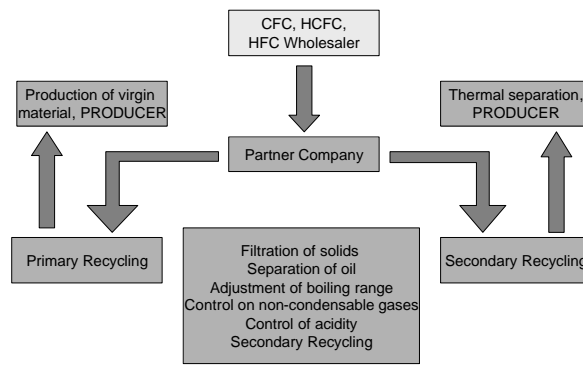 CFC, HCFC,
HFC Wholesaler
Production of virgin
material, PRODUCER
Thermal separation,
PRODUCER
Partner Company
Primary Recycling
Filtration of solids
Separation of oil
Adjustment of boiling range
Control on non-condensable gases
Control of acidity
Secondary Recycling
Secondary Recycling